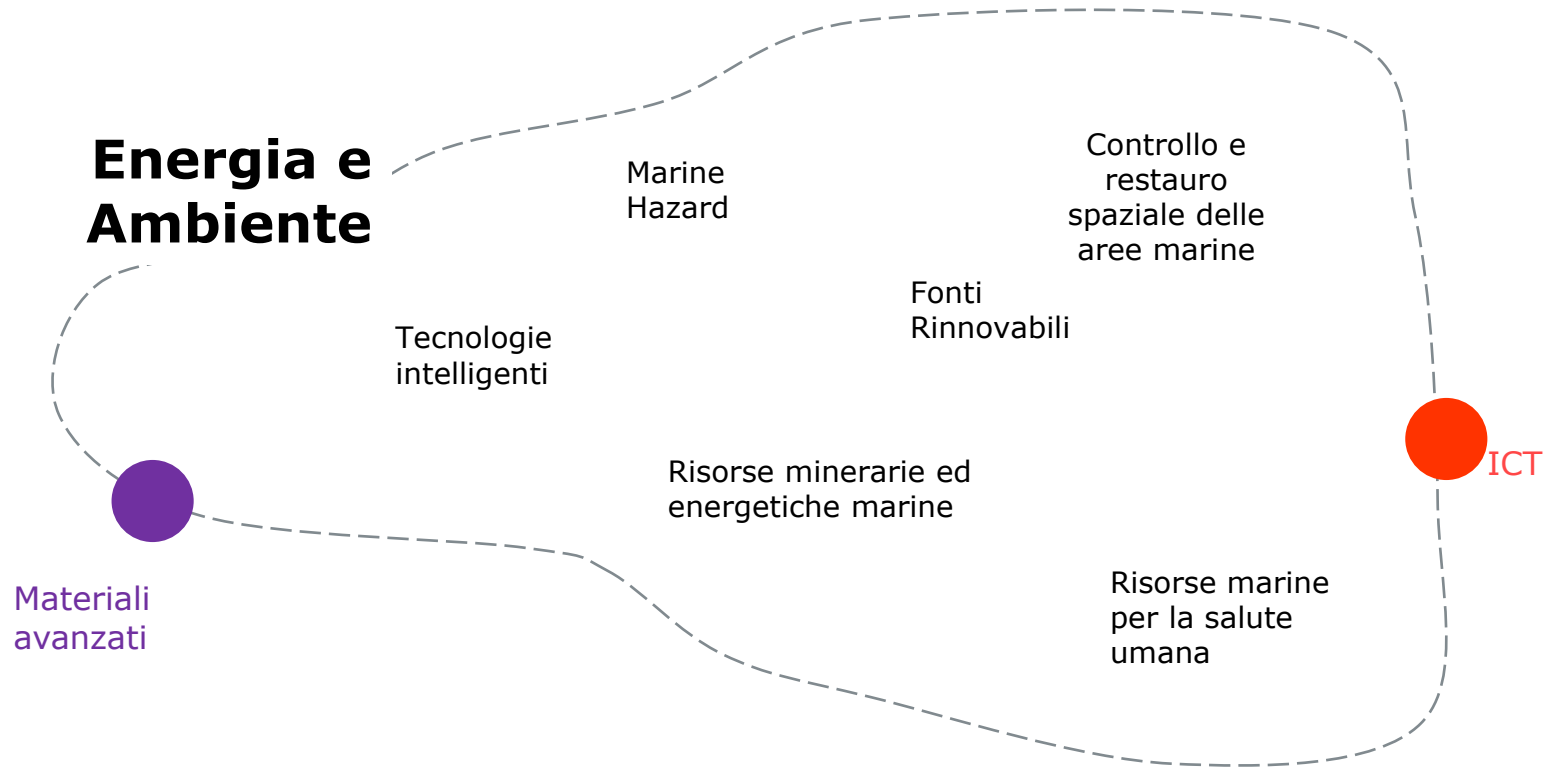 Energia e
Ambiente
Marine
Hazard
Controllo e
restauro
spaziale delle
aree marine
Fonti
Rinnovabili
Tecnologie
intelligenti
Risorse minerarie ed
energetiche marine
ICT
Risorse marine
per la salute
umana
Materiali
avanzati